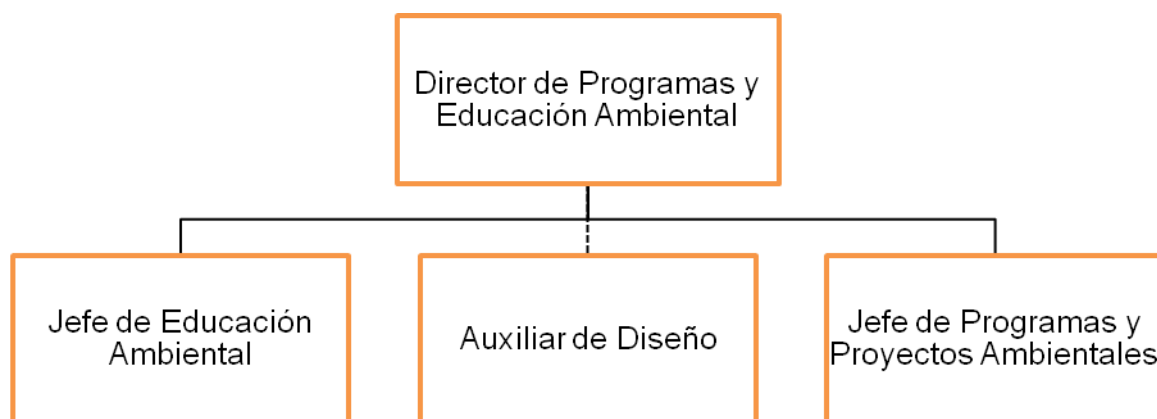 Director de Programas y
Educación Ambiental
Jefe de Educación
Ambiental
Auxiliar de Diseño
Jefe de Programas y
Proyectos Ambientales